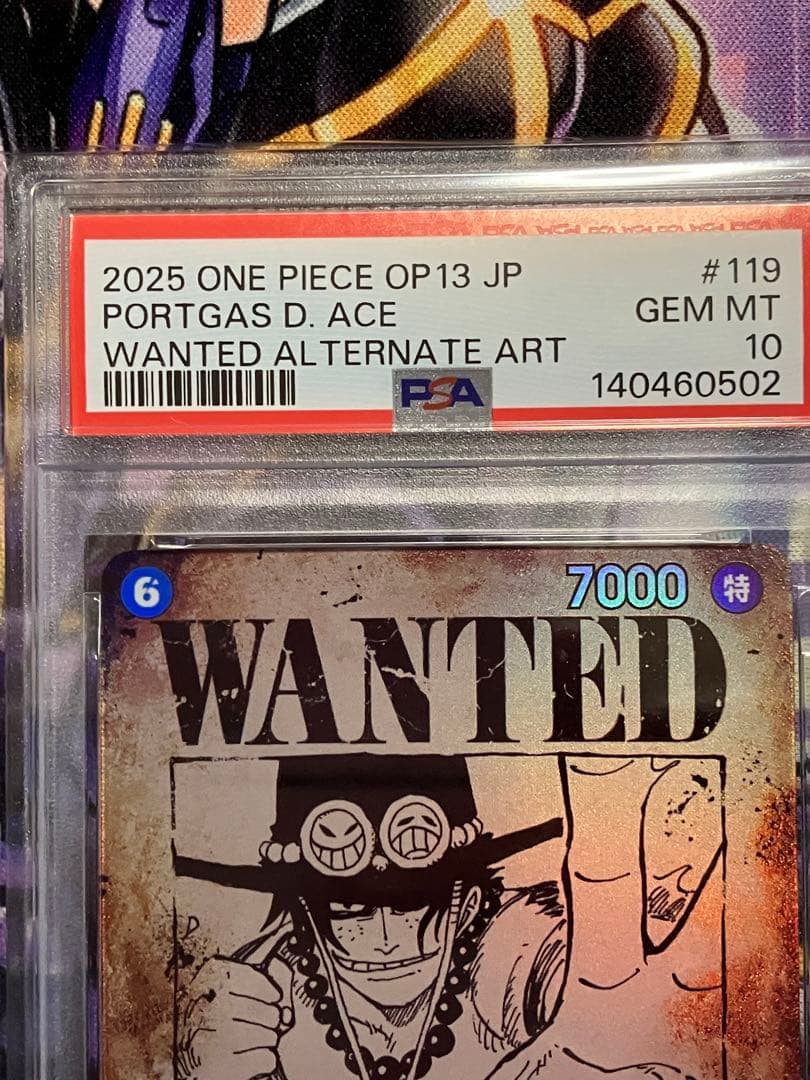 2025 ONE PIECE OP13 JP #119
PORTGAS D. ACE GEM MT
WANTED ALTERNATE ART 10
PSA 140460502
6 7000 特
WANTED